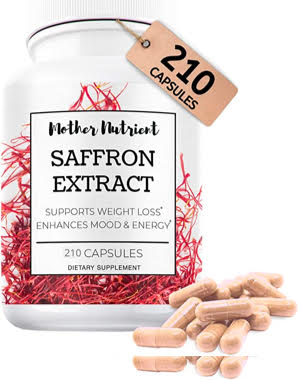 210
CAPSULES
Mother Nutrient
SAFFRON
EXTRACT
SUPPORTS WEIGHT LOSS*
ENHANCES MOOD & ENERGY*
210 CAPSULES
DIETARY SUPPLEMENT